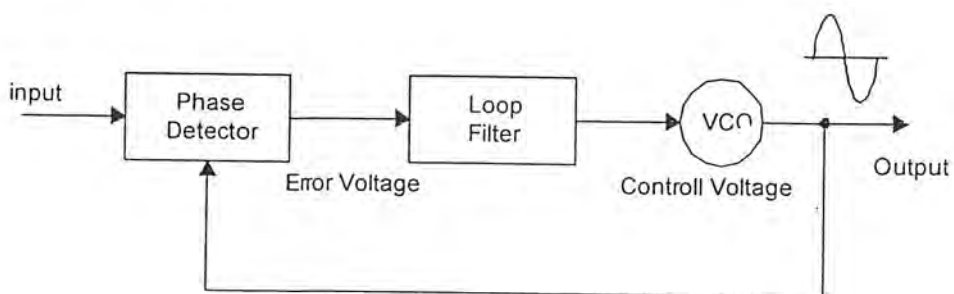 input
Phase
Detector
Error Voltage
Loop
Filter
VCO
Controll Voltage
Output